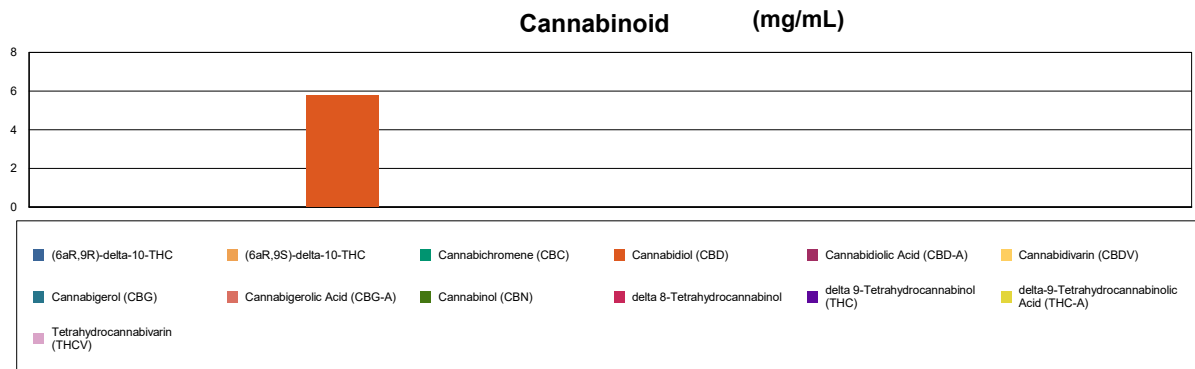 Cannabinoid (mg/mL)
8
6
4
2
0
(6aR,9R)-delta-10-THC
(6aR,9S)-delta-10-THC
Cannabichromene (CBC)
Cannabidiol (CBD)
Cannabidiolic Acid (CBD-A)
Cannabidivarin (CBDV)
Cannabigerol (CBG)
Cannabigerolic Acid (CBG-A)
Cannabinol (CBN)
delta 8-Tetrahydrocannabinol
delta 9-Tetrahydrocannabinol
(THC)
delta-9-Tetrahydrocannabinolic
Acid (THC-A)
Tetrahydrocannabivarin
(THCV)